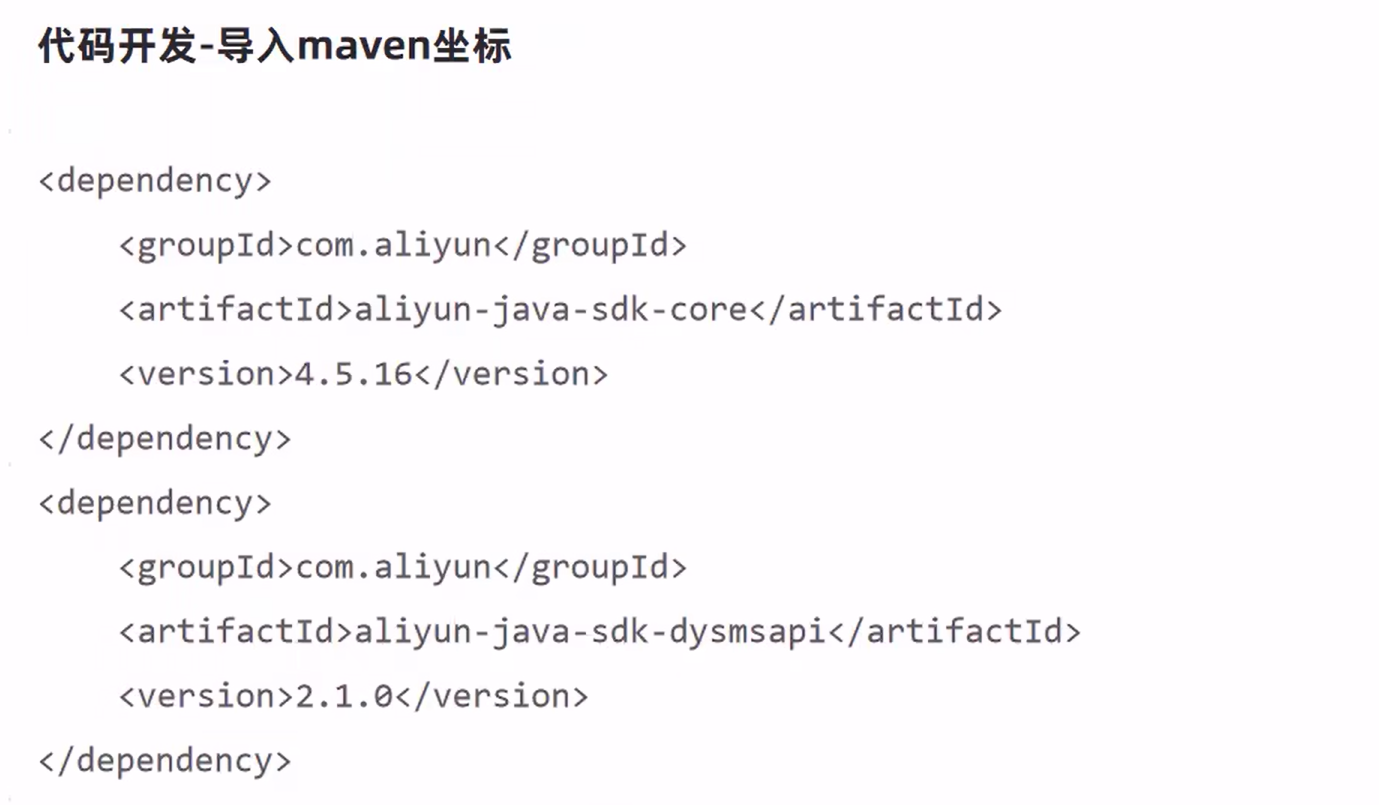 代码开发-导入maven坐标
<dependency>
    <groupId>com.aliyun</groupId>
    <artifactId>aliyun-java-sdk-core</artifactId>
    <version>4.5.16</version>
</dependency>
<dependency>
    <groupId>com.aliyun</groupId>
    <artifactId>aliyun-java-sdk-dysmsapi</artifactId>
    <version>2.1.0</version>
</dependency>